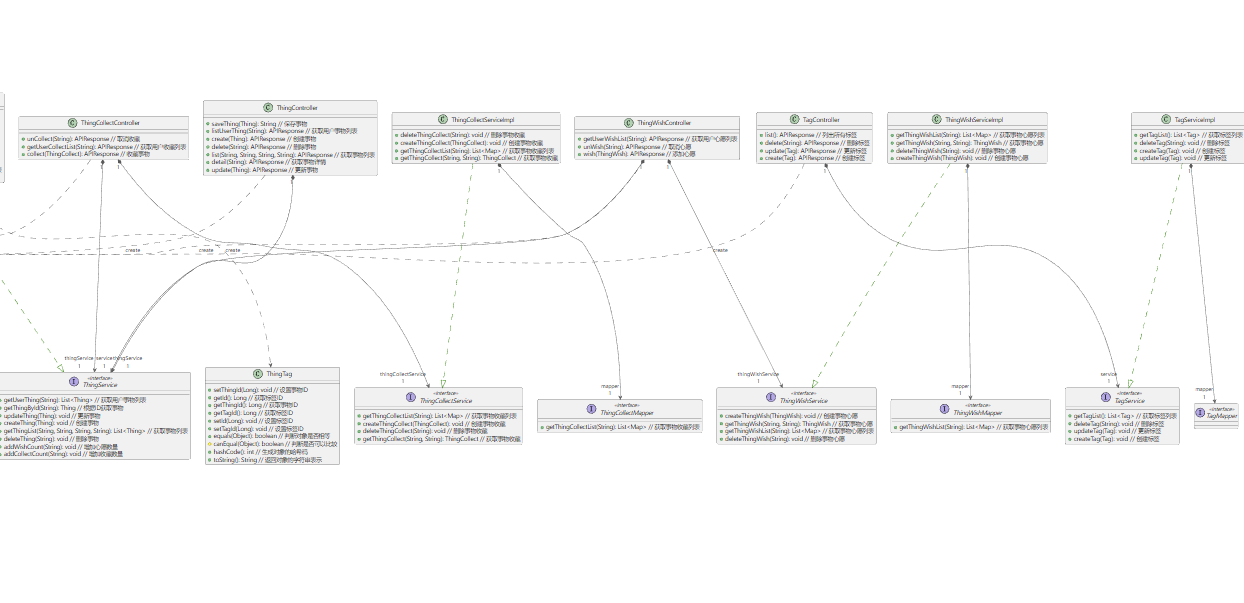 ThingCollectController
unCollect(String): APIResponse // 取消收藏
getUserCollectList(String): APIResponse // 获取用户收藏列表
collect(ThingCollect): APIResponse // 收藏事物
ThingController
saveThing(Thing): String // 保存事物
listUserThing(String): APIResponse // 获取用户事物列表
create(Thing): APIResponse // 创建事物
delete(String): APIResponse // 删除事物
list(String, String, String, String): APIResponse // 获取事物列表
detail(String): APIResponse // 获取事物详情
update(Thing): APIResponse // 更新事物
ThingCollectServiceImpl
deleteThingCollect(String): void // 删除事物收藏
createThingCollect(ThingCollect): void // 创建事物收藏
getThingCollectList(String): List<Map> // 获取事物收藏列表
getThingCollect(String, String): ThingCollect // 获取事物收藏
ThingWishController
getUserWishList(String): APIResponse // 获取用户心愿列表
unWish(String): APIResponse // 取消心愿
wish(ThingWish): APIResponse // 添加心愿
TagController
list(): APIResponse // 列出所有标签
delete(String): APIResponse // 删除标签
update(Tag): APIResponse // 更新标签
create(Tag): APIResponse // 创建标签
ThingWishServiceImpl
getThingWishList(String): List<Map> // 获取事物心愿列表
getThingWish(String, String): ThingWish // 获取事物心愿
deleteThingWish(String): void // 删除事物心愿
createThingWish(ThingWish): void // 创建事物心愿
TagServiceImpl
getTagList(): List<Tag> // 获取标签列表
deleteTag(String): void // 删除标签
createTag(Tag): void // 创建标签
updateTag(Tag): void // 更新标签
create
create
create
create
thingService
service
thingService
thingCollectService
mapper
thingWishService
mapper
service
mapper
«interface»
ThingService
getUserThing(String): List<Thing> // 获取用户事物列表
getThingById(String): Thing // 根据ID获取事物
updateThing(Thing): void // 更新事物
createThing(Thing): void // 创建事物
getThingList(String, String, String, String): List<Thing> // 获取事物列表
deleteThing(String): void // 删除事物
addWishCount(String): void // 增加心愿数量
addCollectCount(String): void // 增加收藏数量
ThingTag
setThingId(Long): void // 设置事物ID
getId(): Long // 获取标签ID
getThingId(): Long // 获取事物ID
getTagId(): Long // 获取标签ID
setId(Long): void // 设置标签ID
setTagId(Long): void // 设置标签ID
equals(Object): boolean // 判断对象是否相等
canEqual(Object): boolean // 判断是否可以比较
hashCode(): int // 生成对象的哈希码
toString(): String // 返回对象的字符串表示
«interface»
ThingCollectService
getThingCollectList(String): List<Map> // 获取事物收藏列表
createThingCollect(ThingCollect): void // 创建事物收藏
deleteThingCollect(String): void // 删除事物收藏
getThingCollect(String, String): ThingCollect // 获取事物收藏
«interface»
ThingCollectMapper
getThingCollectList(String): List<Map> // 获取事物收藏列表
«interface»
ThingWishService
createThingWish(ThingWish): void // 创建事物心愿
getThingWish(String, String): ThingWish // 获取事物心愿
getThingWishList(String): List<Map> // 获取事物心愿列表
deleteThingWish(String): void // 删除事物心愿
«interface»
ThingWishMapper
getThingWishList(String): List<Map> // 获取事物心愿列表
«interface»
TagService
getTagList(): List<Tag> // 获取标签列表
deleteTag(String): void // 删除标签
updateTag(Tag): void // 更新标签
createTag(Tag): void // 创建标签
«interface»
TagMapper